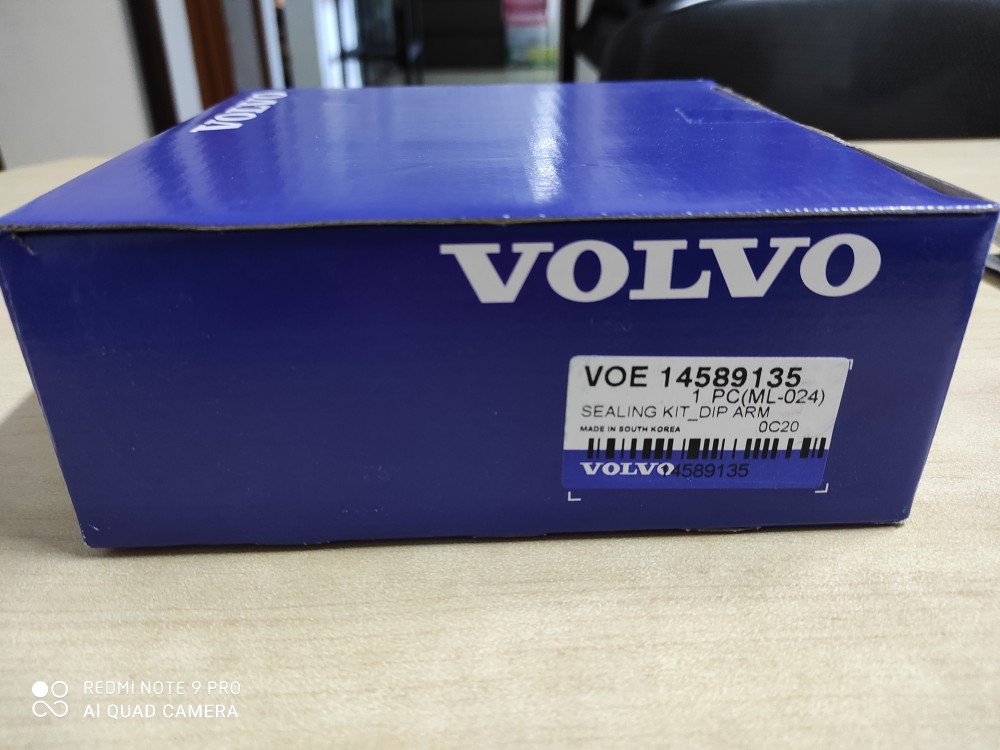 VOLVO
VOLVO
VOE 14589135
1 PC(ML-024)
SEALING KIT_DIP ARM
MADE IN SOUTH KOREA 0C20
VOLVO 14589135
REDMI NOTE 9 PRO
AI QUAD CAMERA